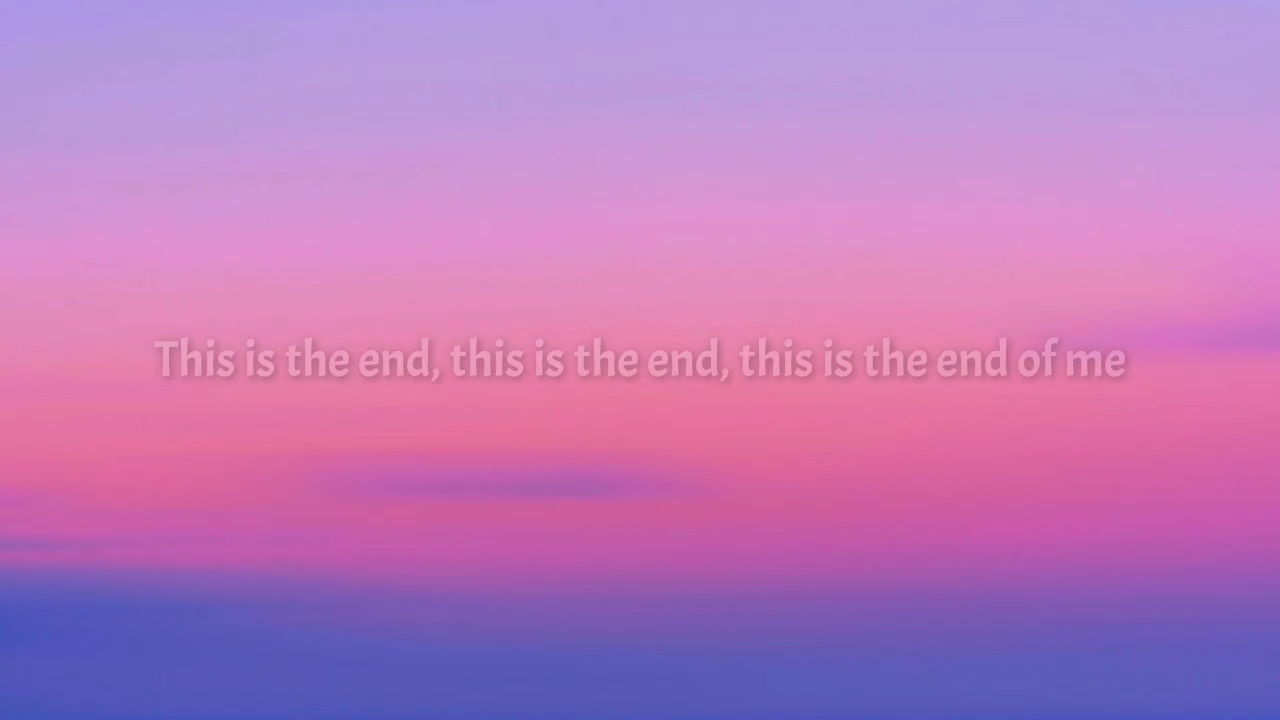 This is the end, this is the end, this is the end of me